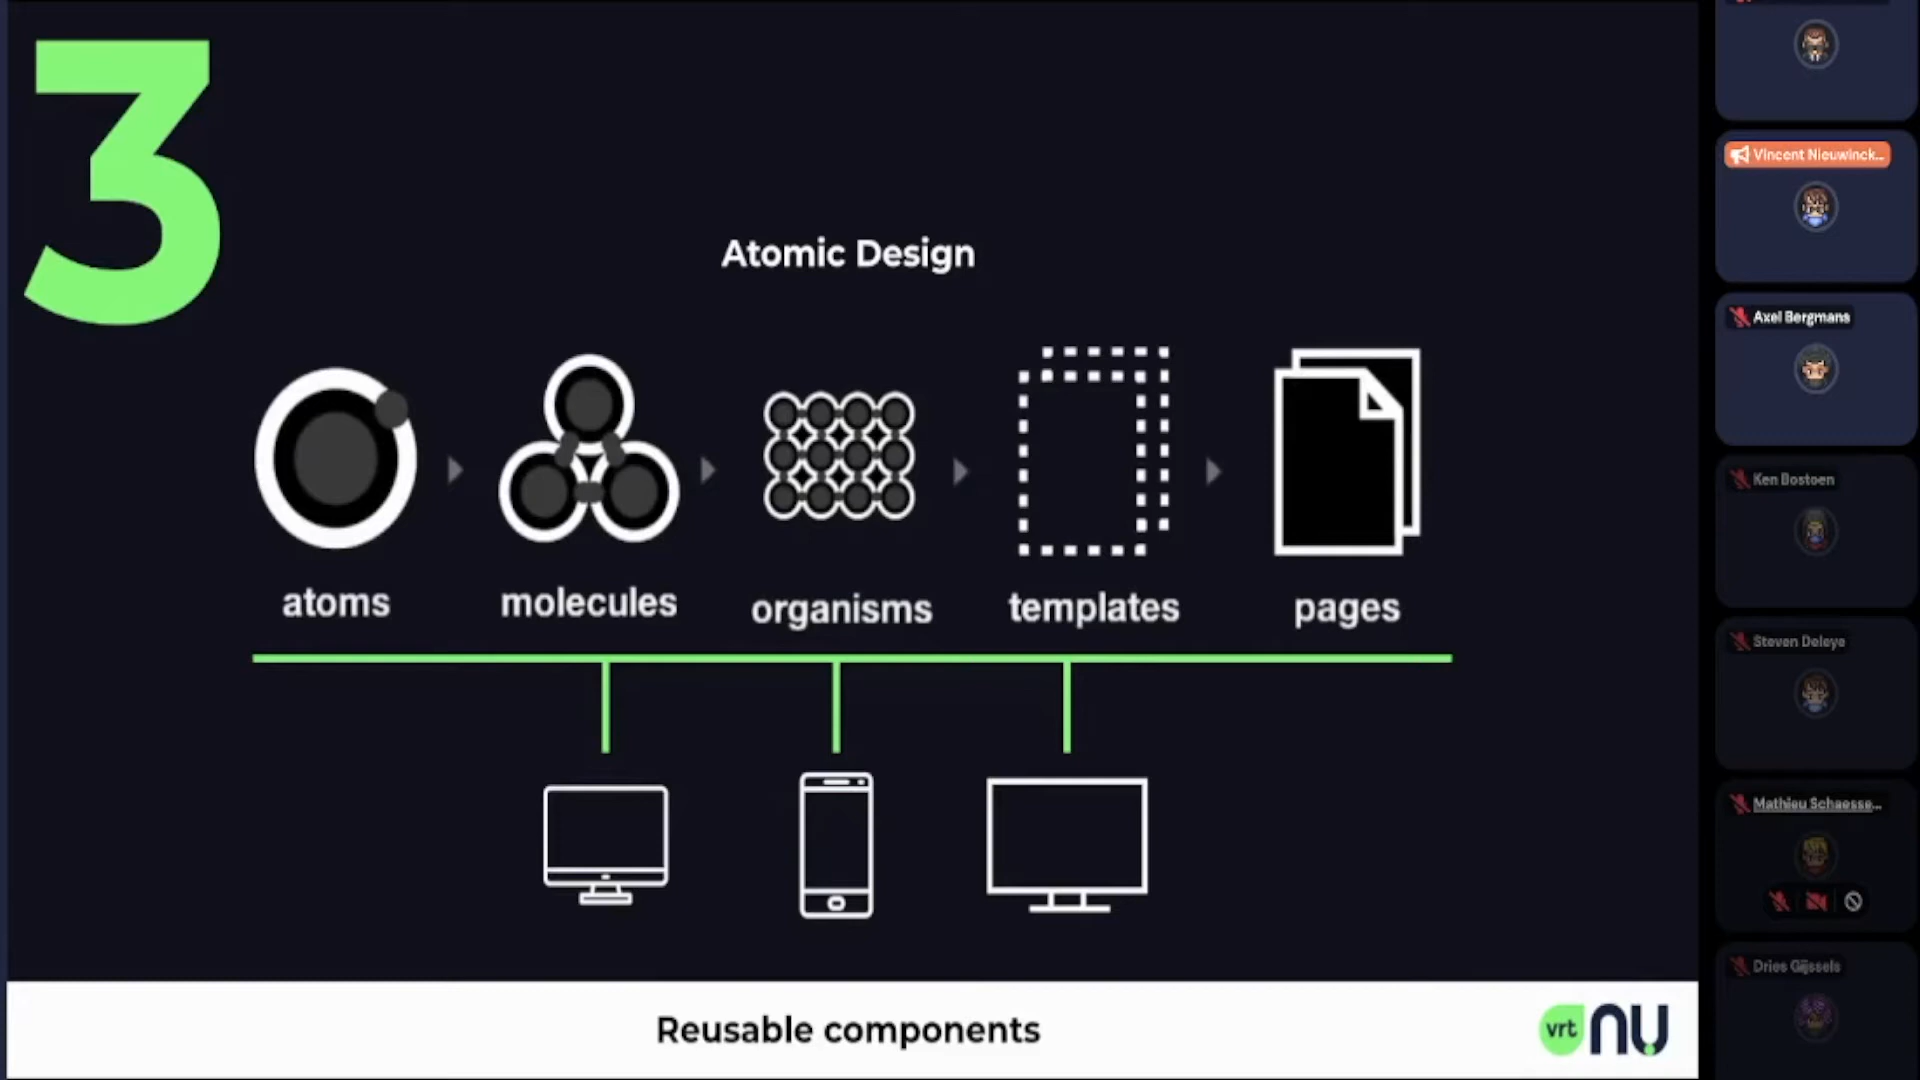 3
Atomic Design
atoms
molecules
organisms
templates
pages
Reusable components
vrt nu
Vincent Nieuwinck...
Axel Bergmans
Ken Bostoen
Steven Deleye
Mathieu Schaesse...
Dries Gijssels